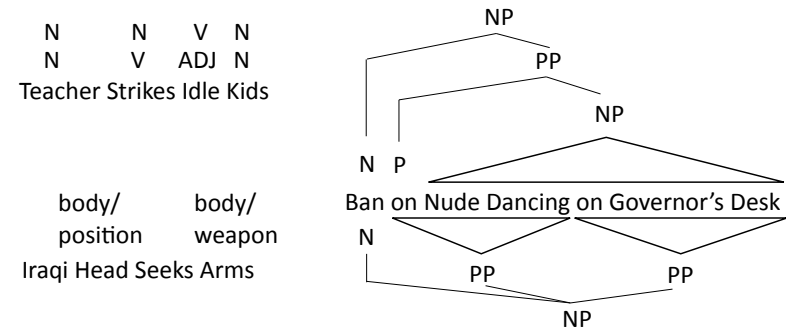 N N V N
N V ADJ N
Teacher Strikes Idle Kids
body/ body/
position weapon
Iraqi Head Seeks Arms
NP
PP
NP
N P
Ban on Nude Dancing on Governor’s Desk
N
PP PP
NP